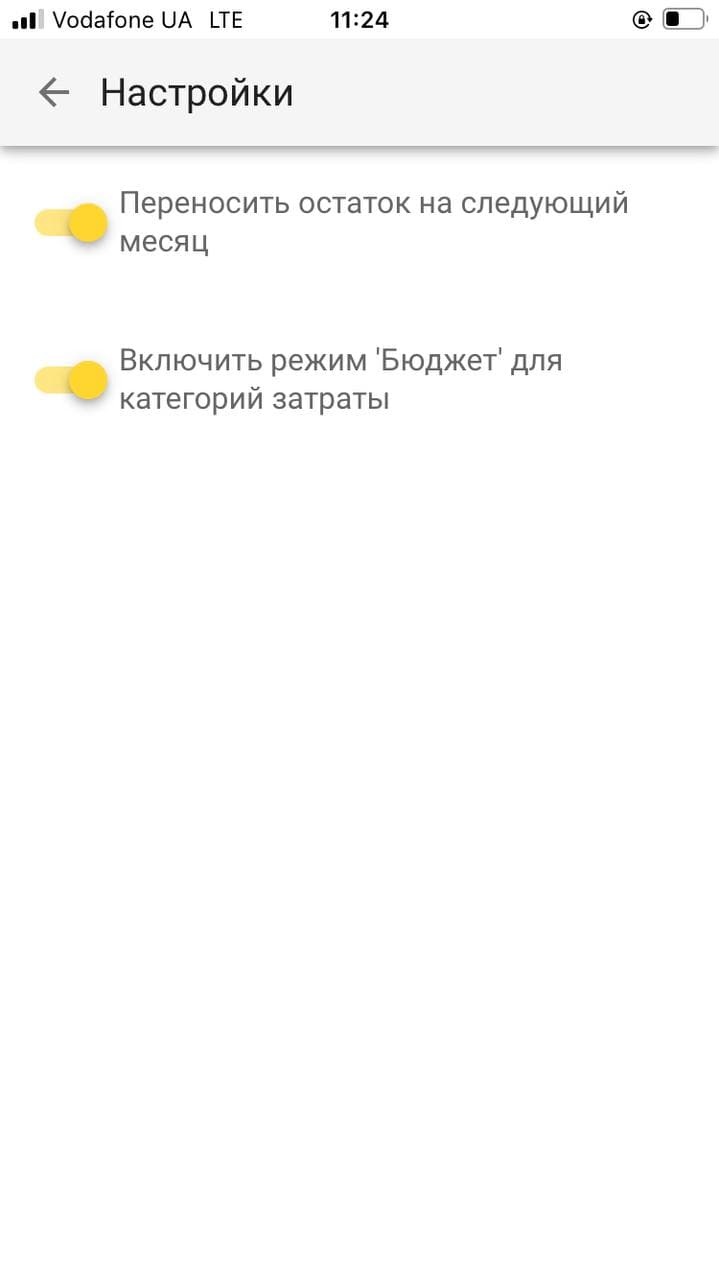 Vodafone UA LTE 11:24
Настройки
Переносить остаток на следующий
месяц
Включить режим 'Бюджет' для
категорий затраты